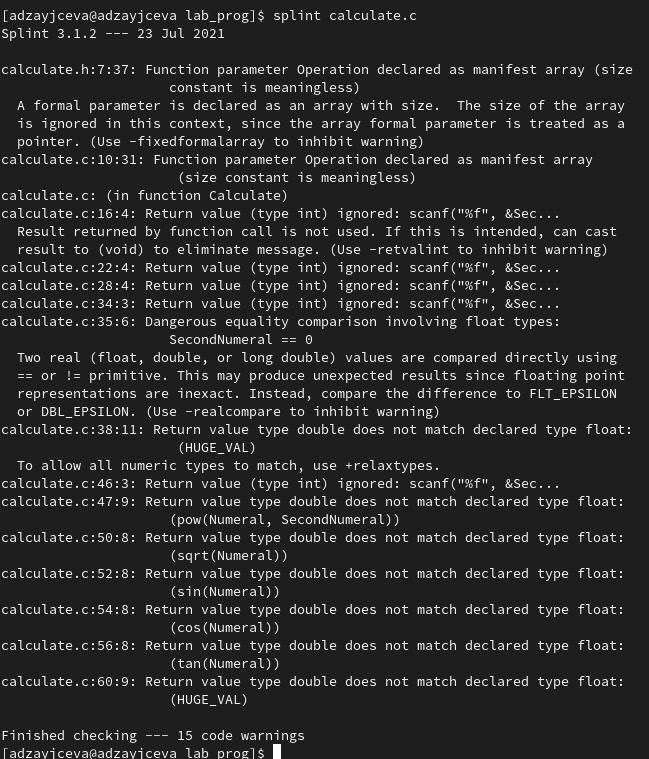 [adzayjceva@adzayjceva lab_prog]$ splint calculate.c
Splint 3.1.2 --- 23 Jul 2021

calculate.h:7:37: Function parameter Operation declared as manifest array (size
                     constant is meaningless)
  A formal parameter is declared as an array with size.  The size of the array
  is ignored in this context, since the array formal parameter is treated as a
  pointer. (Use -fixedformalarray to inhibit warning)
calculate.c:10:31: Function parameter Operation declared as manifest array
                      (size constant is meaningless)
calculate.c: (in function Calculate)
calculate.c:16:4: Return value (type int) ignored: scanf("%f", &Sec...
  Result returned by function call is not used. If this is intended, can cast
  result to (void) to eliminate message. (Use -retvalint to inhibit warning)
calculate.c:22:4: Return value (type int) ignored: scanf("%f", &Sec...
calculate.c:28:4: Return value (type int) ignored: scanf("%f", &Sec...
calculate.c:34:3: Return value (type int) ignored: scanf("%f", &Sec...
calculate.c:35:6: Dangerous equality comparison involving float types:
                     SecondNumeral == 0
  Two real (float, double, or long double) values are compared directly using
  == or != primitive. This may produce unexpected results since floating point
  representations are inexact. Instead, compare the difference to FLT_EPSILON
  or DBL_EPSILON. (Use -realcompare to inhibit warning)
calculate.c:38:11: Return value type double does not match declared type float:
                      (HUGE_VAL)
  To allow all numeric types to match, use +relaxtypes.
calculate.c:46:3: Return value (type int) ignored: scanf("%f", &Sec...
calculate.c:47:9: Return value type double does not match declared type float:
                     (pow(Numeral, SecondNumeral))
calculate.c:50:8: Return value type double does not match declared type float:
                     (sqrt(Numeral))
calculate.c:52:8: Return value type double does not match declared type float:
                     (sin(Numeral))
calculate.c:54:8: Return value type double does not match declared type float:
                     (cos(Numeral))
calculate.c:56:8: Return value type double does not match declared type float:
                     (tan(Numeral))
calculate.c:60:9: Return value type double does not match declared type float:
                     (HUGE_VAL)

Finished checking --- 15 code warnings
[adzayjceva@adzayjceva lab_prog]$